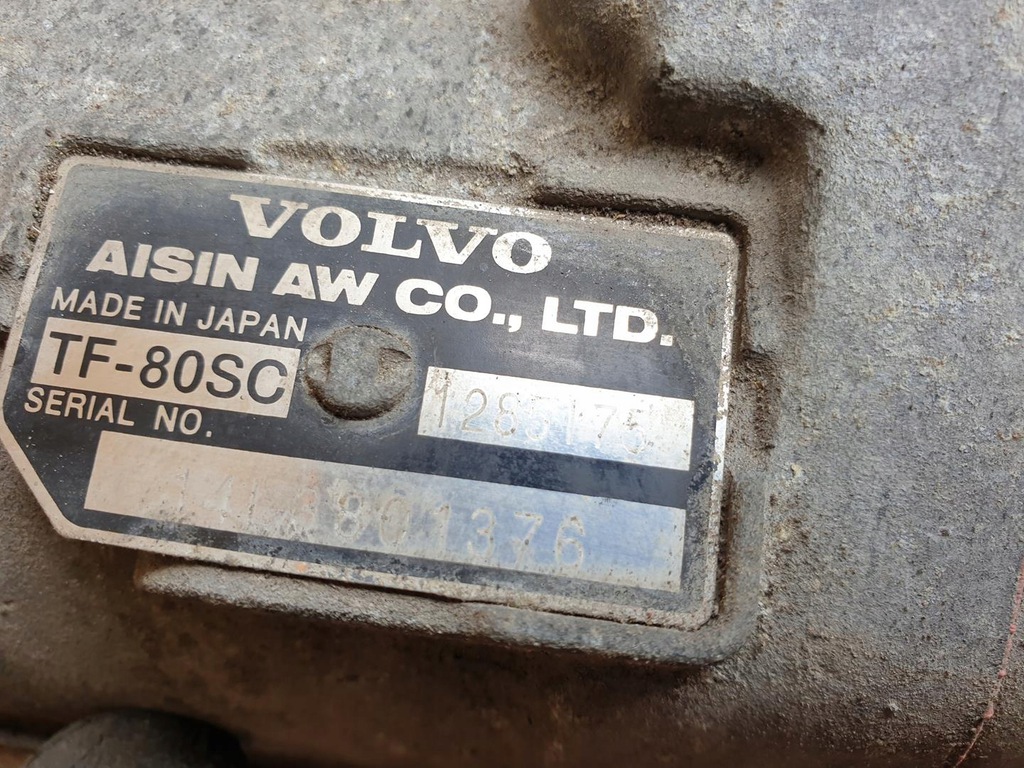 VOLVO
AISIN AW CO., LTD.
MADE IN JAPAN
TF-80SC
1285175
SERIAL NO.